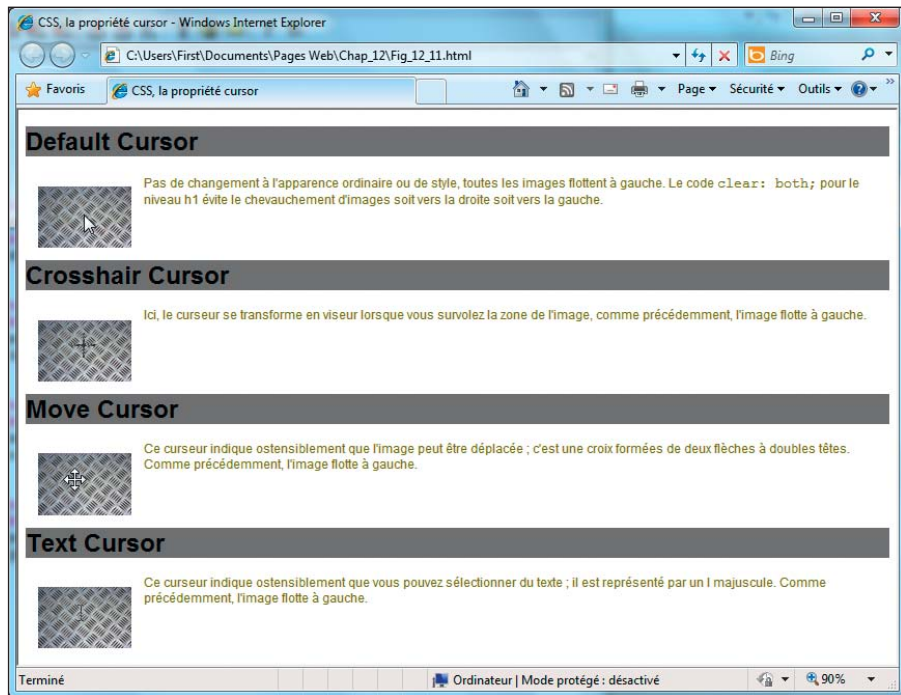 CSS, la propriété cursor - Windows Internet Explorer
C:\Users\First\Documents\Pages Web\Chap_12\Fig_12_11.html
Bing
Favoris
CSS, la propriété cursor
Page
Sécurité
Outils
Default Cursor
Pas de changement à l'apparence ordinaire ou de style, toutes les images flottent à gauche. Le code clear: both; pour le
niveau h1 évite le chevauchement d'images soit vers la droite soit vers la gauche.
Crosshair Cursor
Ici, le curseur se transforme en viseur lorsque vous survolez la zone de l'image, comme précédemment, l'image flotte à gauche.
Move Cursor
Ce curseur indique ostensiblement que l'image peut être déplacée ; c'est une croix formées de deux flèches à doubles têtes.
Comme précédemment, l'image flotte à gauche.
Text Cursor
Ce curseur indique ostensiblement que vous pouvez sélectionner du texte ; il est représenté par un I majuscule. Comme
précédemment, l'image flotte à gauche.
Terminé
Ordinateur | Mode protégé : désactivé
90%